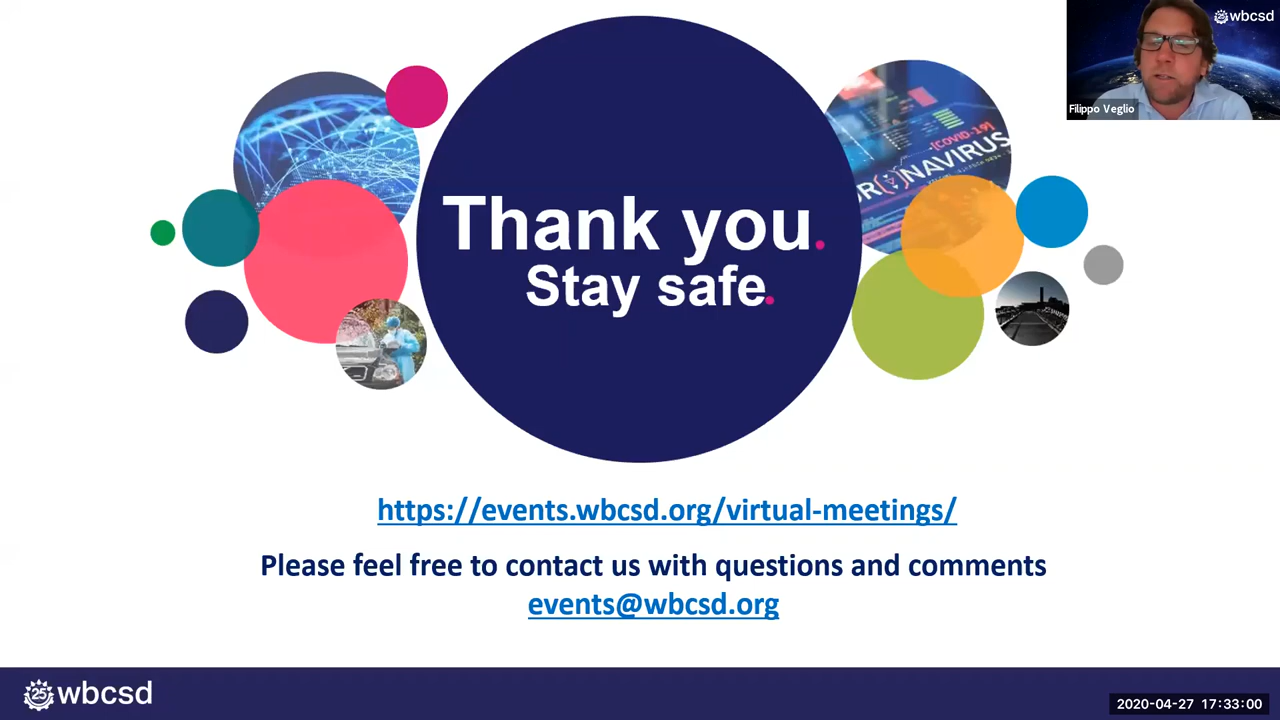 wbcsd
Filippo Veglio
[COVID-19]
Thank you.
Stay safe.
https://events.wbcsd.org/virtual-meetings/
Please feel free to contact us with questions and comments
events@wbcsd.org
25 wbcsd
2020-04-27 17:33:00